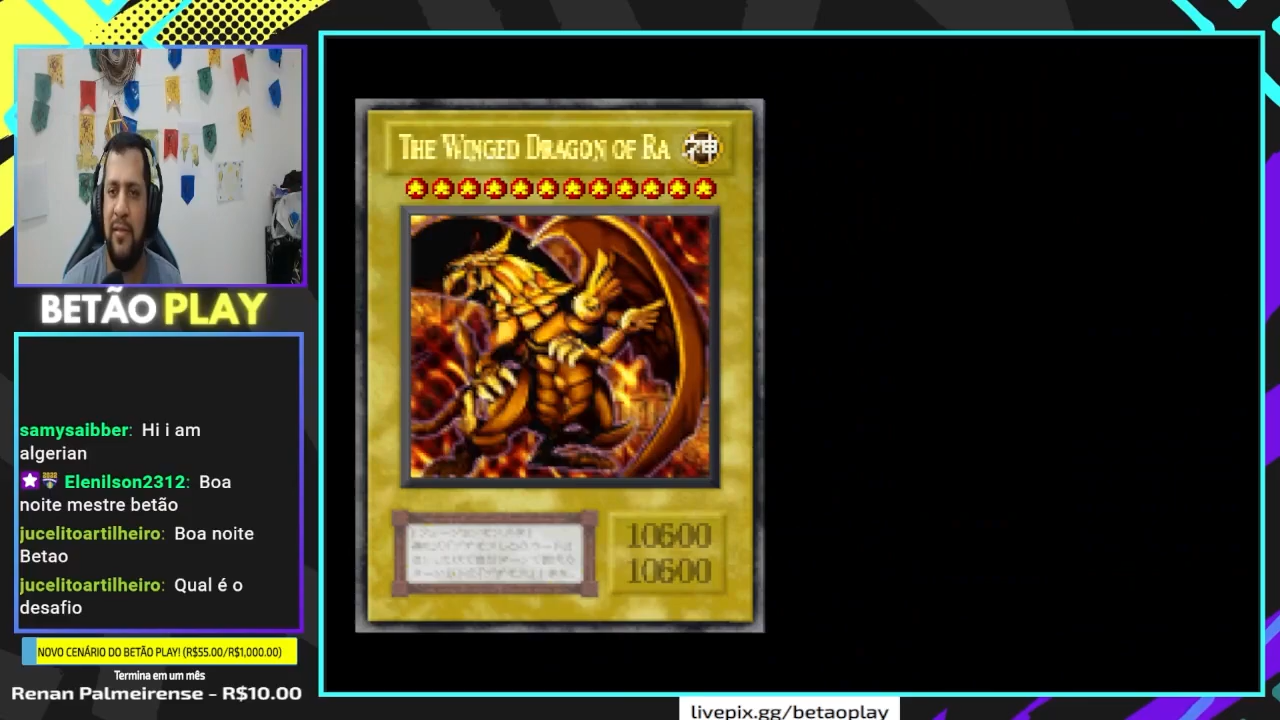 THE WINGED DRAGON OF RA
神
10600
10600
BETÃO PLAY
samysaibber: Hi i am
algerian
Elenilson2312: Boa
noite mestre betão
jucelitoartilheiro: Boa noite
Betao
jucelitoartilheiro: Qual é o
desafio
NOVO CENÁRIO DO BETÃO PLAY! (R$55.00/R$1,000.00)
Termina em um mês
Renan Palmeirense - R$10.00
livepix.gg/betaoplay